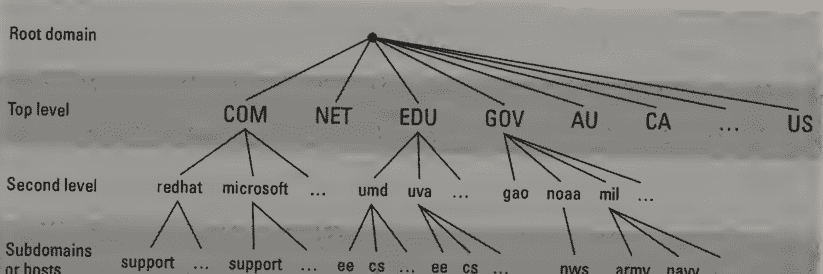 Root domain
Top level COM NET EDU GOV AU CA ... US
Second level redhat microsoft ... umd uva ... gao noaa mil ...
Subdomains support ... support ... ee cs ... ee cs ... nws army navy
or hosts